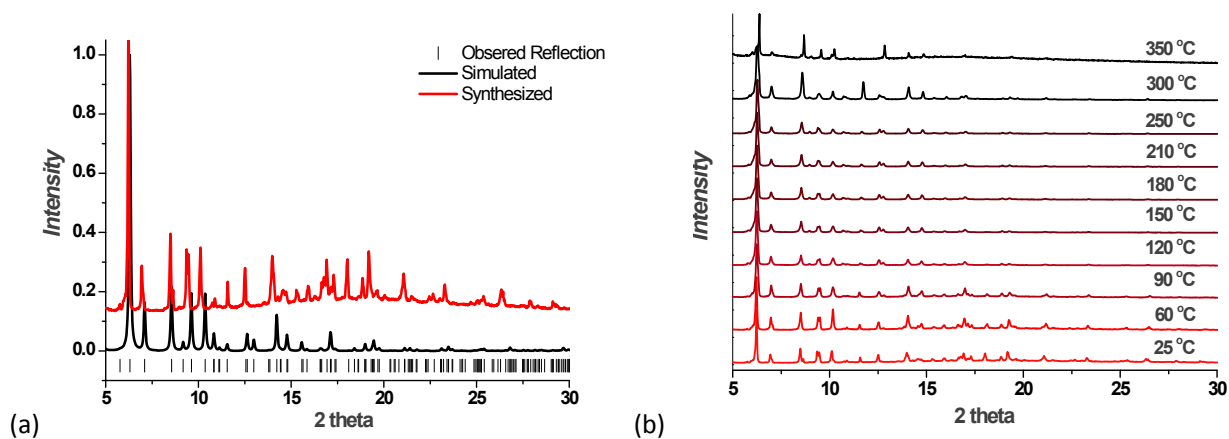 1.0
0.8
0.6
0.4
0.2
0.0
Intensity
Obsered Reflection
Simulated
Synthesized
5 10 15 20 25 30
2 theta
(a)
Intensity
350 °C
300 °C
250 °C
210 °C
180 °C
150 °C
120 °C
90 °C
60 °C
25 °C
5 10 15 20 25 30
2 theta
(b)